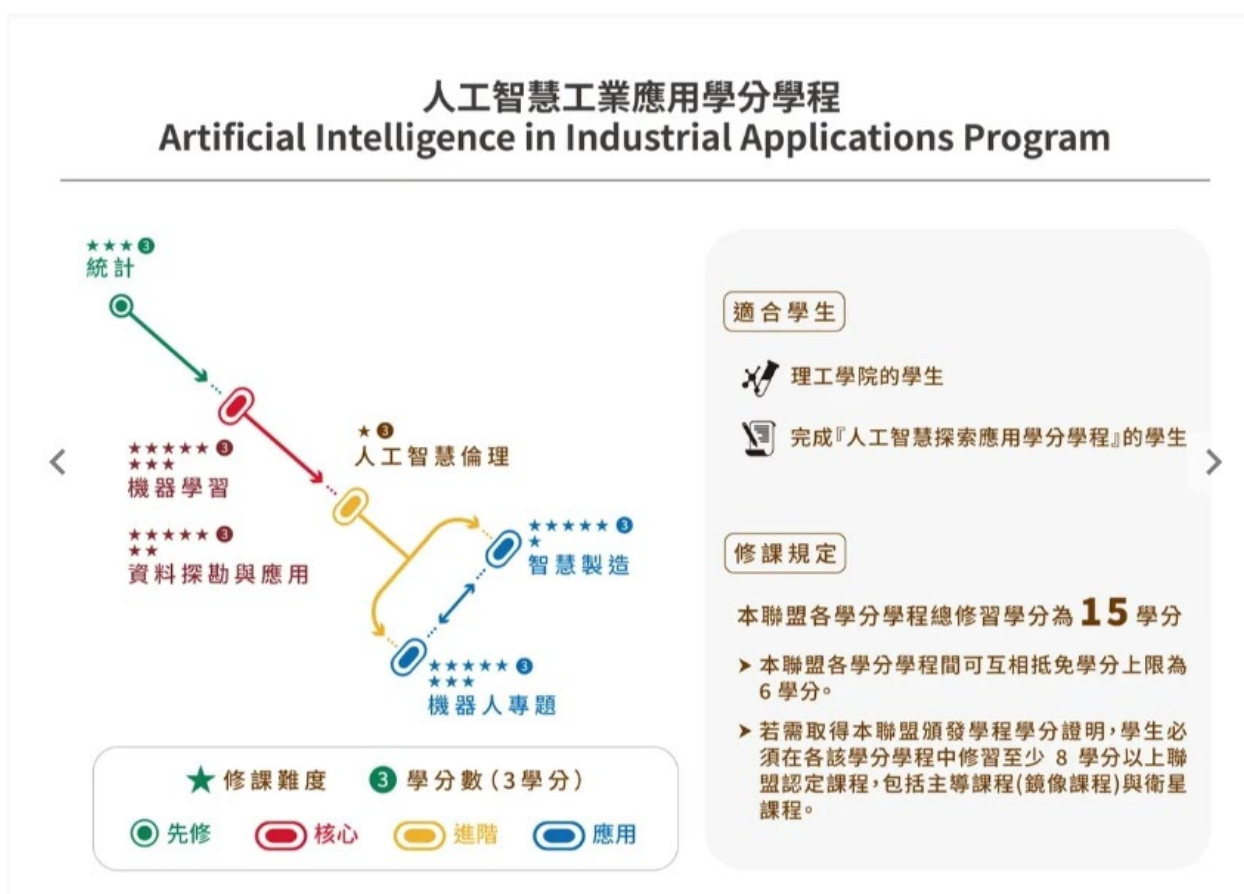 人工智慧工業應用學分學程
Artificial Intelligence in Industrial Applications Program
★★★❸
統計
★★★★★❸
★★★
機器學習
★★★★★❸
★★
資料探勘與應用
★❸
人工智慧倫理
★★★★★❸
★
智慧製造
★★★★★❸
★★★
機器人專題
★修課難度 ❸學分數(3學分)
先修 核心 進階 應用
適合學生
理工學院的學生
完成『人工智慧探索應用學分學程』的學生
修課規定
本聯盟各學分學程總修習學分為 15 學分
➤ 本聯盟各學分學程間可互相抵免學分上限為
6 學分。
➤ 若需取得本聯盟頒發學程學分證明,學生必
須在各該學分學程中修習至少 8 學分以上聯
盟認定課程,包括主導課程(鏡像課程)與衛星
課程。